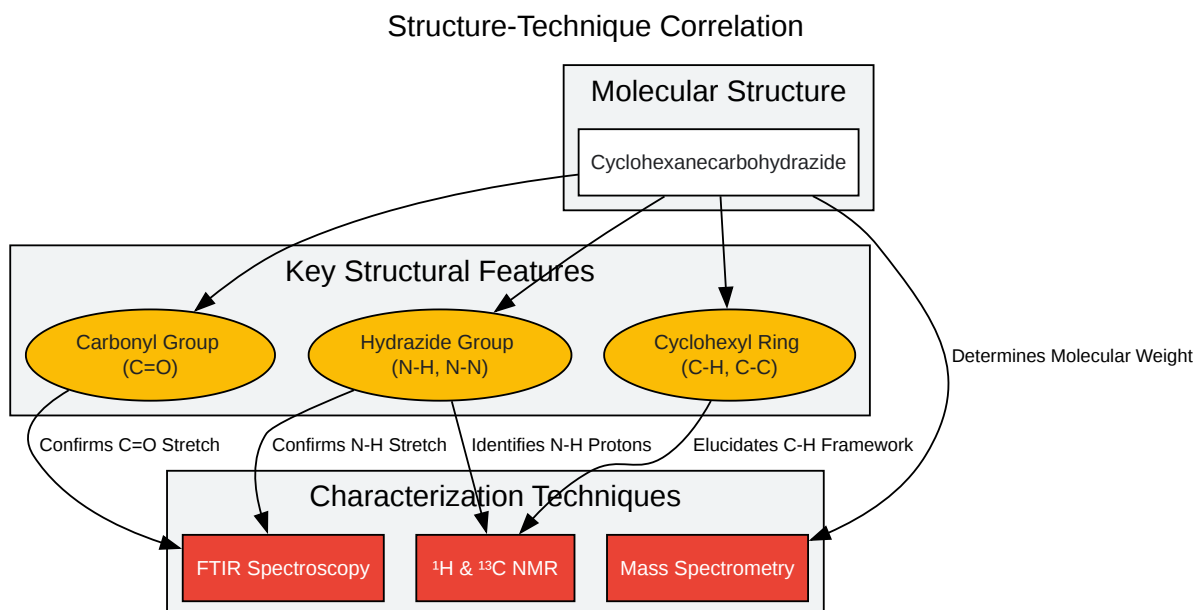 Structure-Technique Correlation
Molecular Structure
Cyclohexanecarbohydrazide
Key Structural Features
Carbonyl Group
(C=O)
Hydrazide Group
(N-H, N-N)
Cyclohexyl Ring
(C-H, C-C)
Determines Molecular Weight
Confirms C=O Stretch
Confirms N-H Stretch
Identifies N-H Protons
Elucidates C-H Framework
Characterization Techniques
FTIR Spectroscopy
¹H & ¹³C NMR
Mass Spectrometry